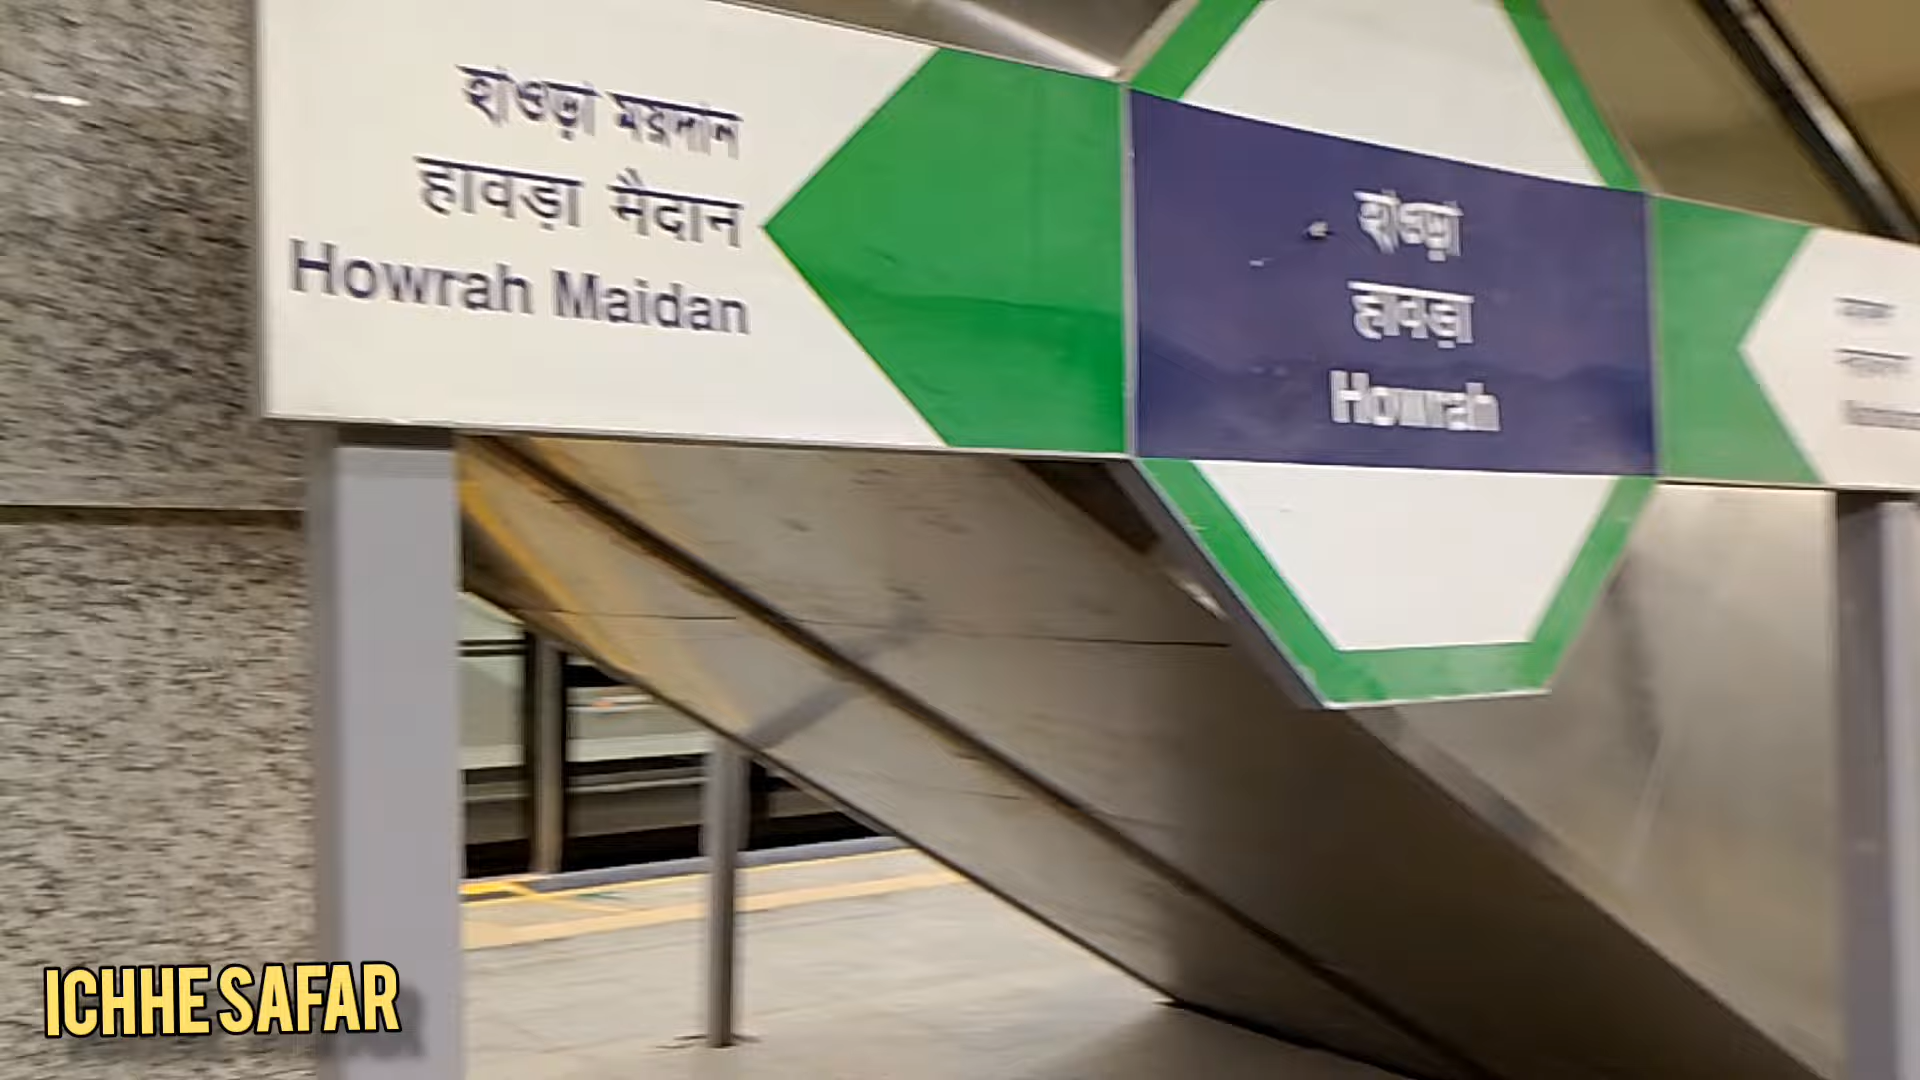 হাওড়া ময়দান
हावड़ा मैदान
Howrah Maidan
হাওড়া
हावड़ा
Howrah
ICHHE SAFAR